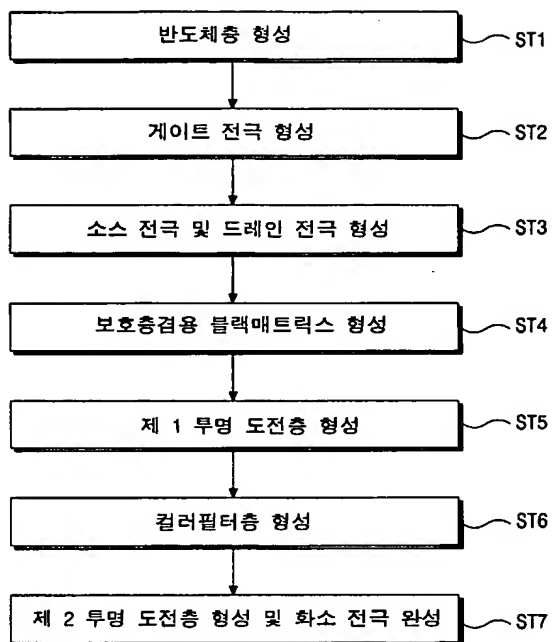 반도체층 형성 ST1
게이트 전극 형성 ST2
소스 전극 및 드레인 전극 형성 ST3
보호층겸용 블랙매트릭스 형성 ST4
제 1 투명 도전층 형성 ST5
컬러필터층 형성 ST6
제 2 투명 도전층 형성 및 화소 전극 완성 ST7